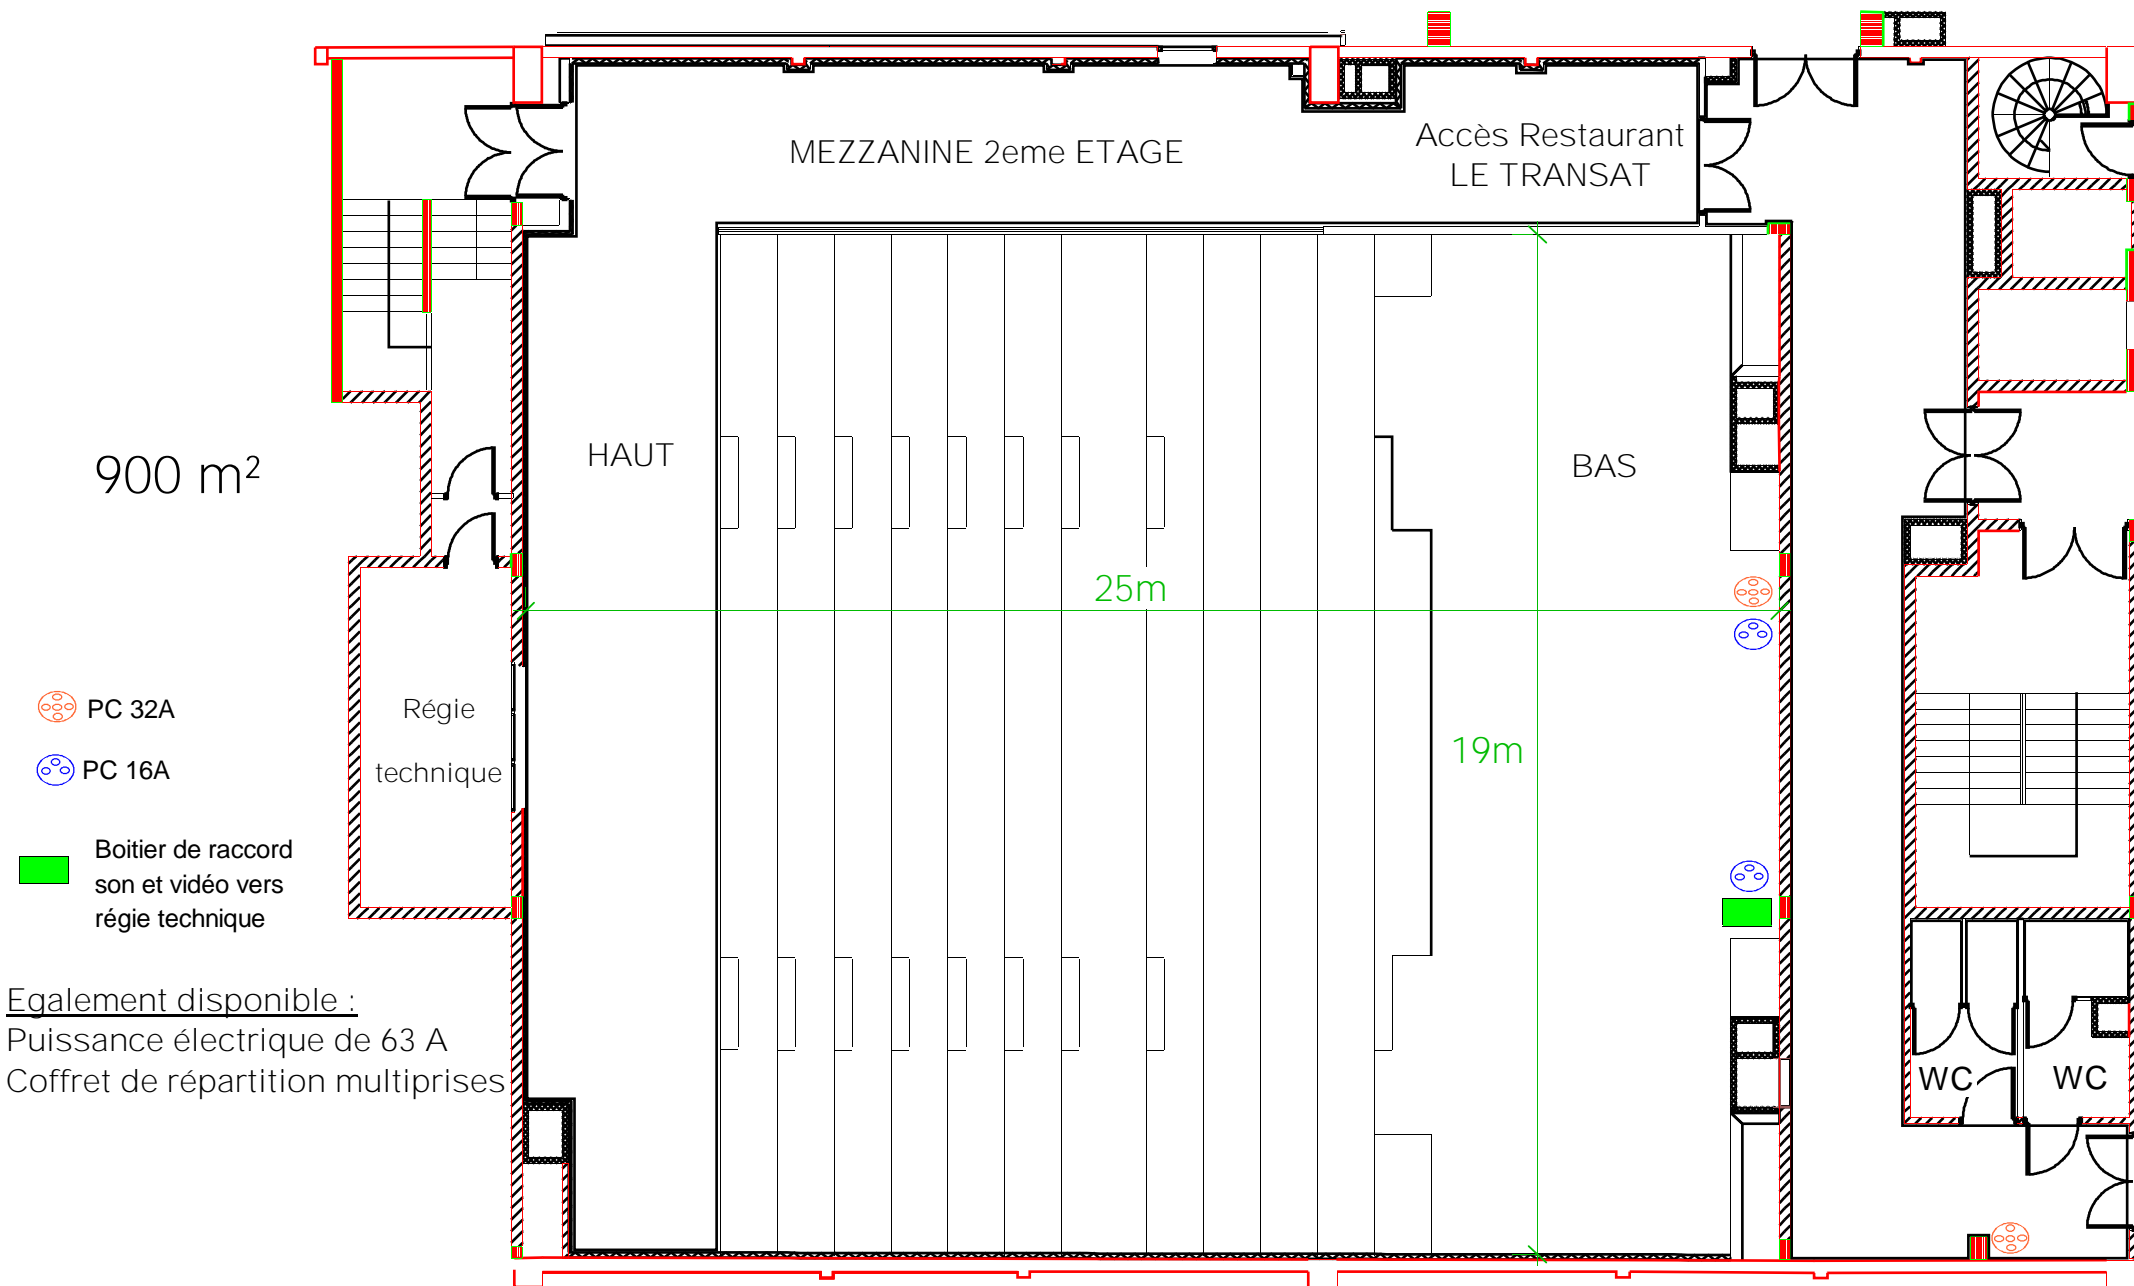 MEZZANINE 2eme ETAGE
Accès Restaurant
LE TRANSAT
HAUT
BAS
900 m²
25m
19m
PC 32A
PC 16A
Régie
technique
Boitier de raccord
son et vidéo vers
régie technique
Egalement disponible :
Puissance électrique de 63 A
Coffret de répartition multiprises
WC
WC